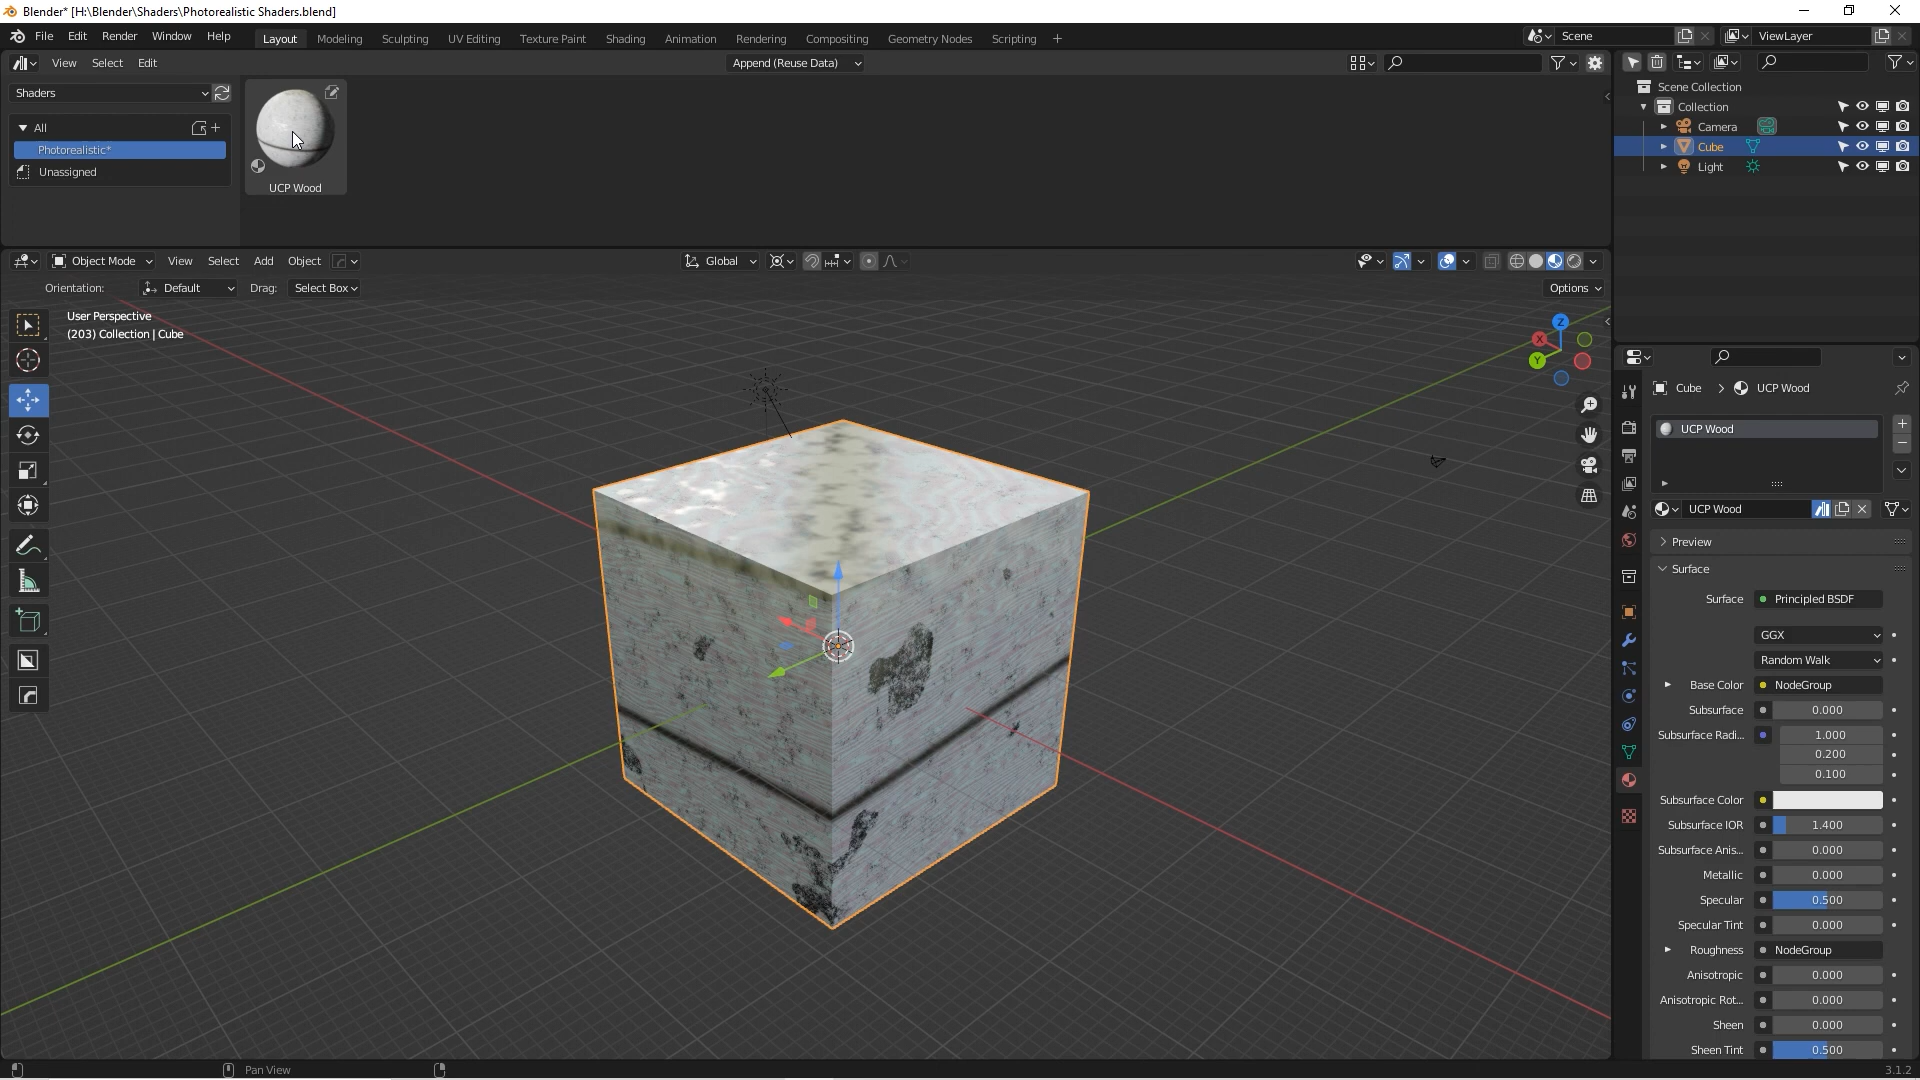 Blender* [H:\Blender\Shaders\Photorealistic Shaders.blend]
File Edit Render Window Help Layout Modeling Sculpting UV Editing Texture Paint Shading Animation Rendering Compositing Geometry Nodes Scripting + Scene ViewLayer
View Select Edit Append (Reuse Data)
Shaders
All
Photorealistic*
Unassigned
UCP Wood
Scene Collection
Collection
Camera
Cube
Light
Object Mode View Select Add Object Global
Orientation: Default Drag: Select Box Options
User Perspective
(203) Collection | Cube
Z
X
Y
Cube > UCP Wood
UCP Wood
UCP Wood
Preview
Surface
Surface Principled BSDF
GGX
Random Walk
Base Color NodeGroup
Subsurface 0.000
Subsurface Radi... 1.000
0.200
0.100
Subsurface Color
Subsurface IOR 1.400
Subsurface Anis... 0.000
Metallic 0.000
Specular 0.500
Specular Tint 0.000
Roughness NodeGroup
Anisotropic 0.000
Anisotropic Rot... 0.000
Sheen 0.000
Sheen Tint 0.500
Pan View
3.1.2